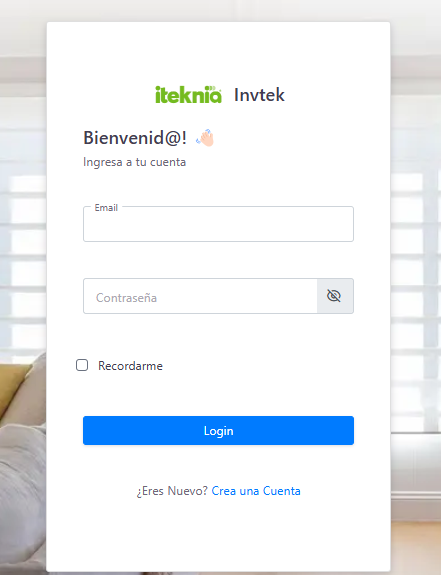 iteknia Invtek
Bienvenid@! 👋🏻
Ingresa a tu cuenta
Email
Contraseña
Recordarme
Login
¿Eres Nuevo? Crea una Cuenta